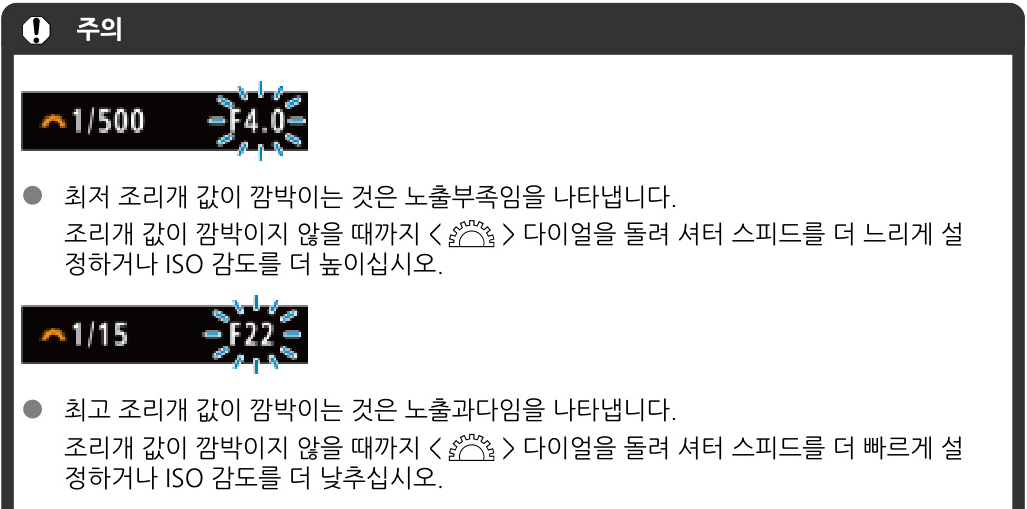 주의
1/500 F4.0
최저 조리개 값이 깜박이는 것은 노출부족임을 나타냅니다.
조리개 값이 깜박이지 않을 때까지 < > 다이얼을 돌려 셔터 스피드를 더 느리게 설
정하거나 ISO 감도를 더 높이십시오.
1/15 F22
최고 조리개 값이 깜박이는 것은 노출과다임을 나타냅니다.
조리개 값이 깜박이지 않을 때까지 < > 다이얼을 돌려 셔터 스피드를 더 빠르게 설
정하거나 ISO 감도를 더 낮추십시오.